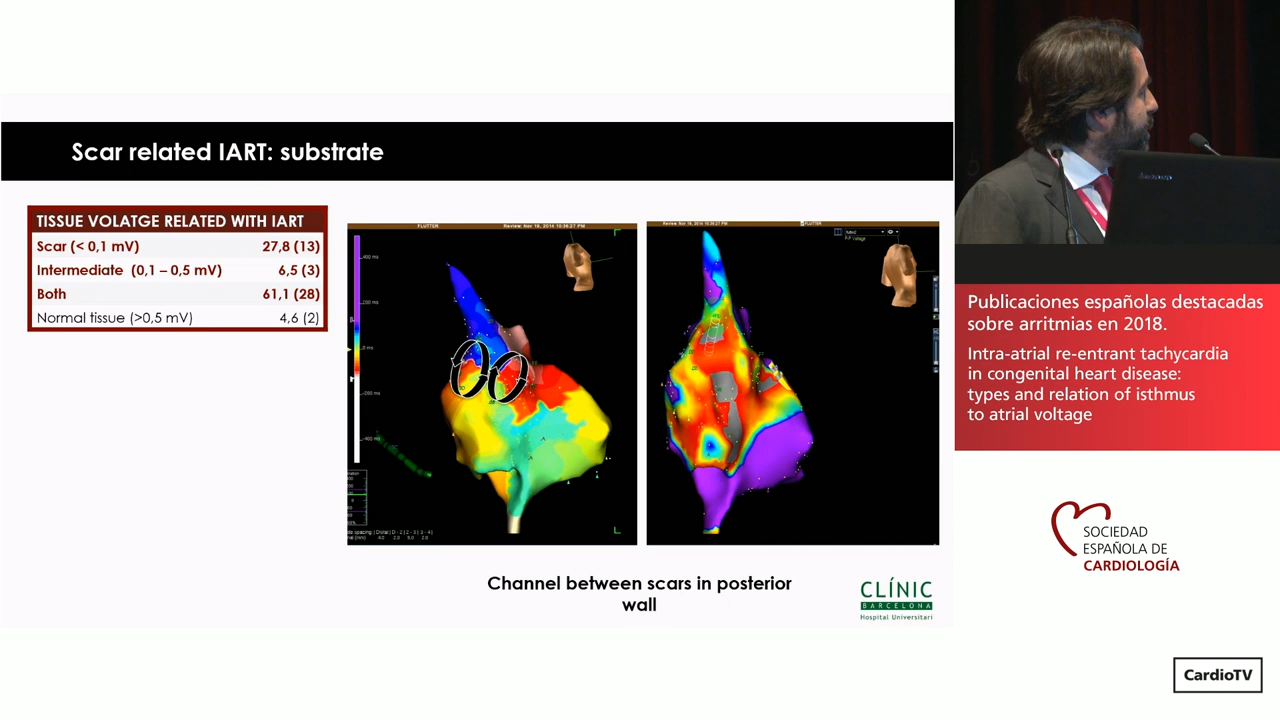 Scar related IART: substrate
TISSUE VOLATGE RELATED WITH IART
Scar (< 0,1 mV) 27,8 (13)
Intermediate (0,1 – 0,5 mV) 6,5 (3)
Both 61,1 (28)
Normal tissue (>0,5 mV) 4,6 (2)
FLUTTER
FLUTTER
Channel between scars in posterior
wall
CLÍNIC
BARCELONA
Hospital Universitari
lenovo
Publicaciones españolas destacadas
sobre arritmias en 2018.
Intra-atrial re-entrant tachycardia
in congenital heart disease:
types and relation of isthmus
to atrial voltage
SOCIEDAD
ESPAÑOLA DE
CARDIOLOGÍA
CardioTV